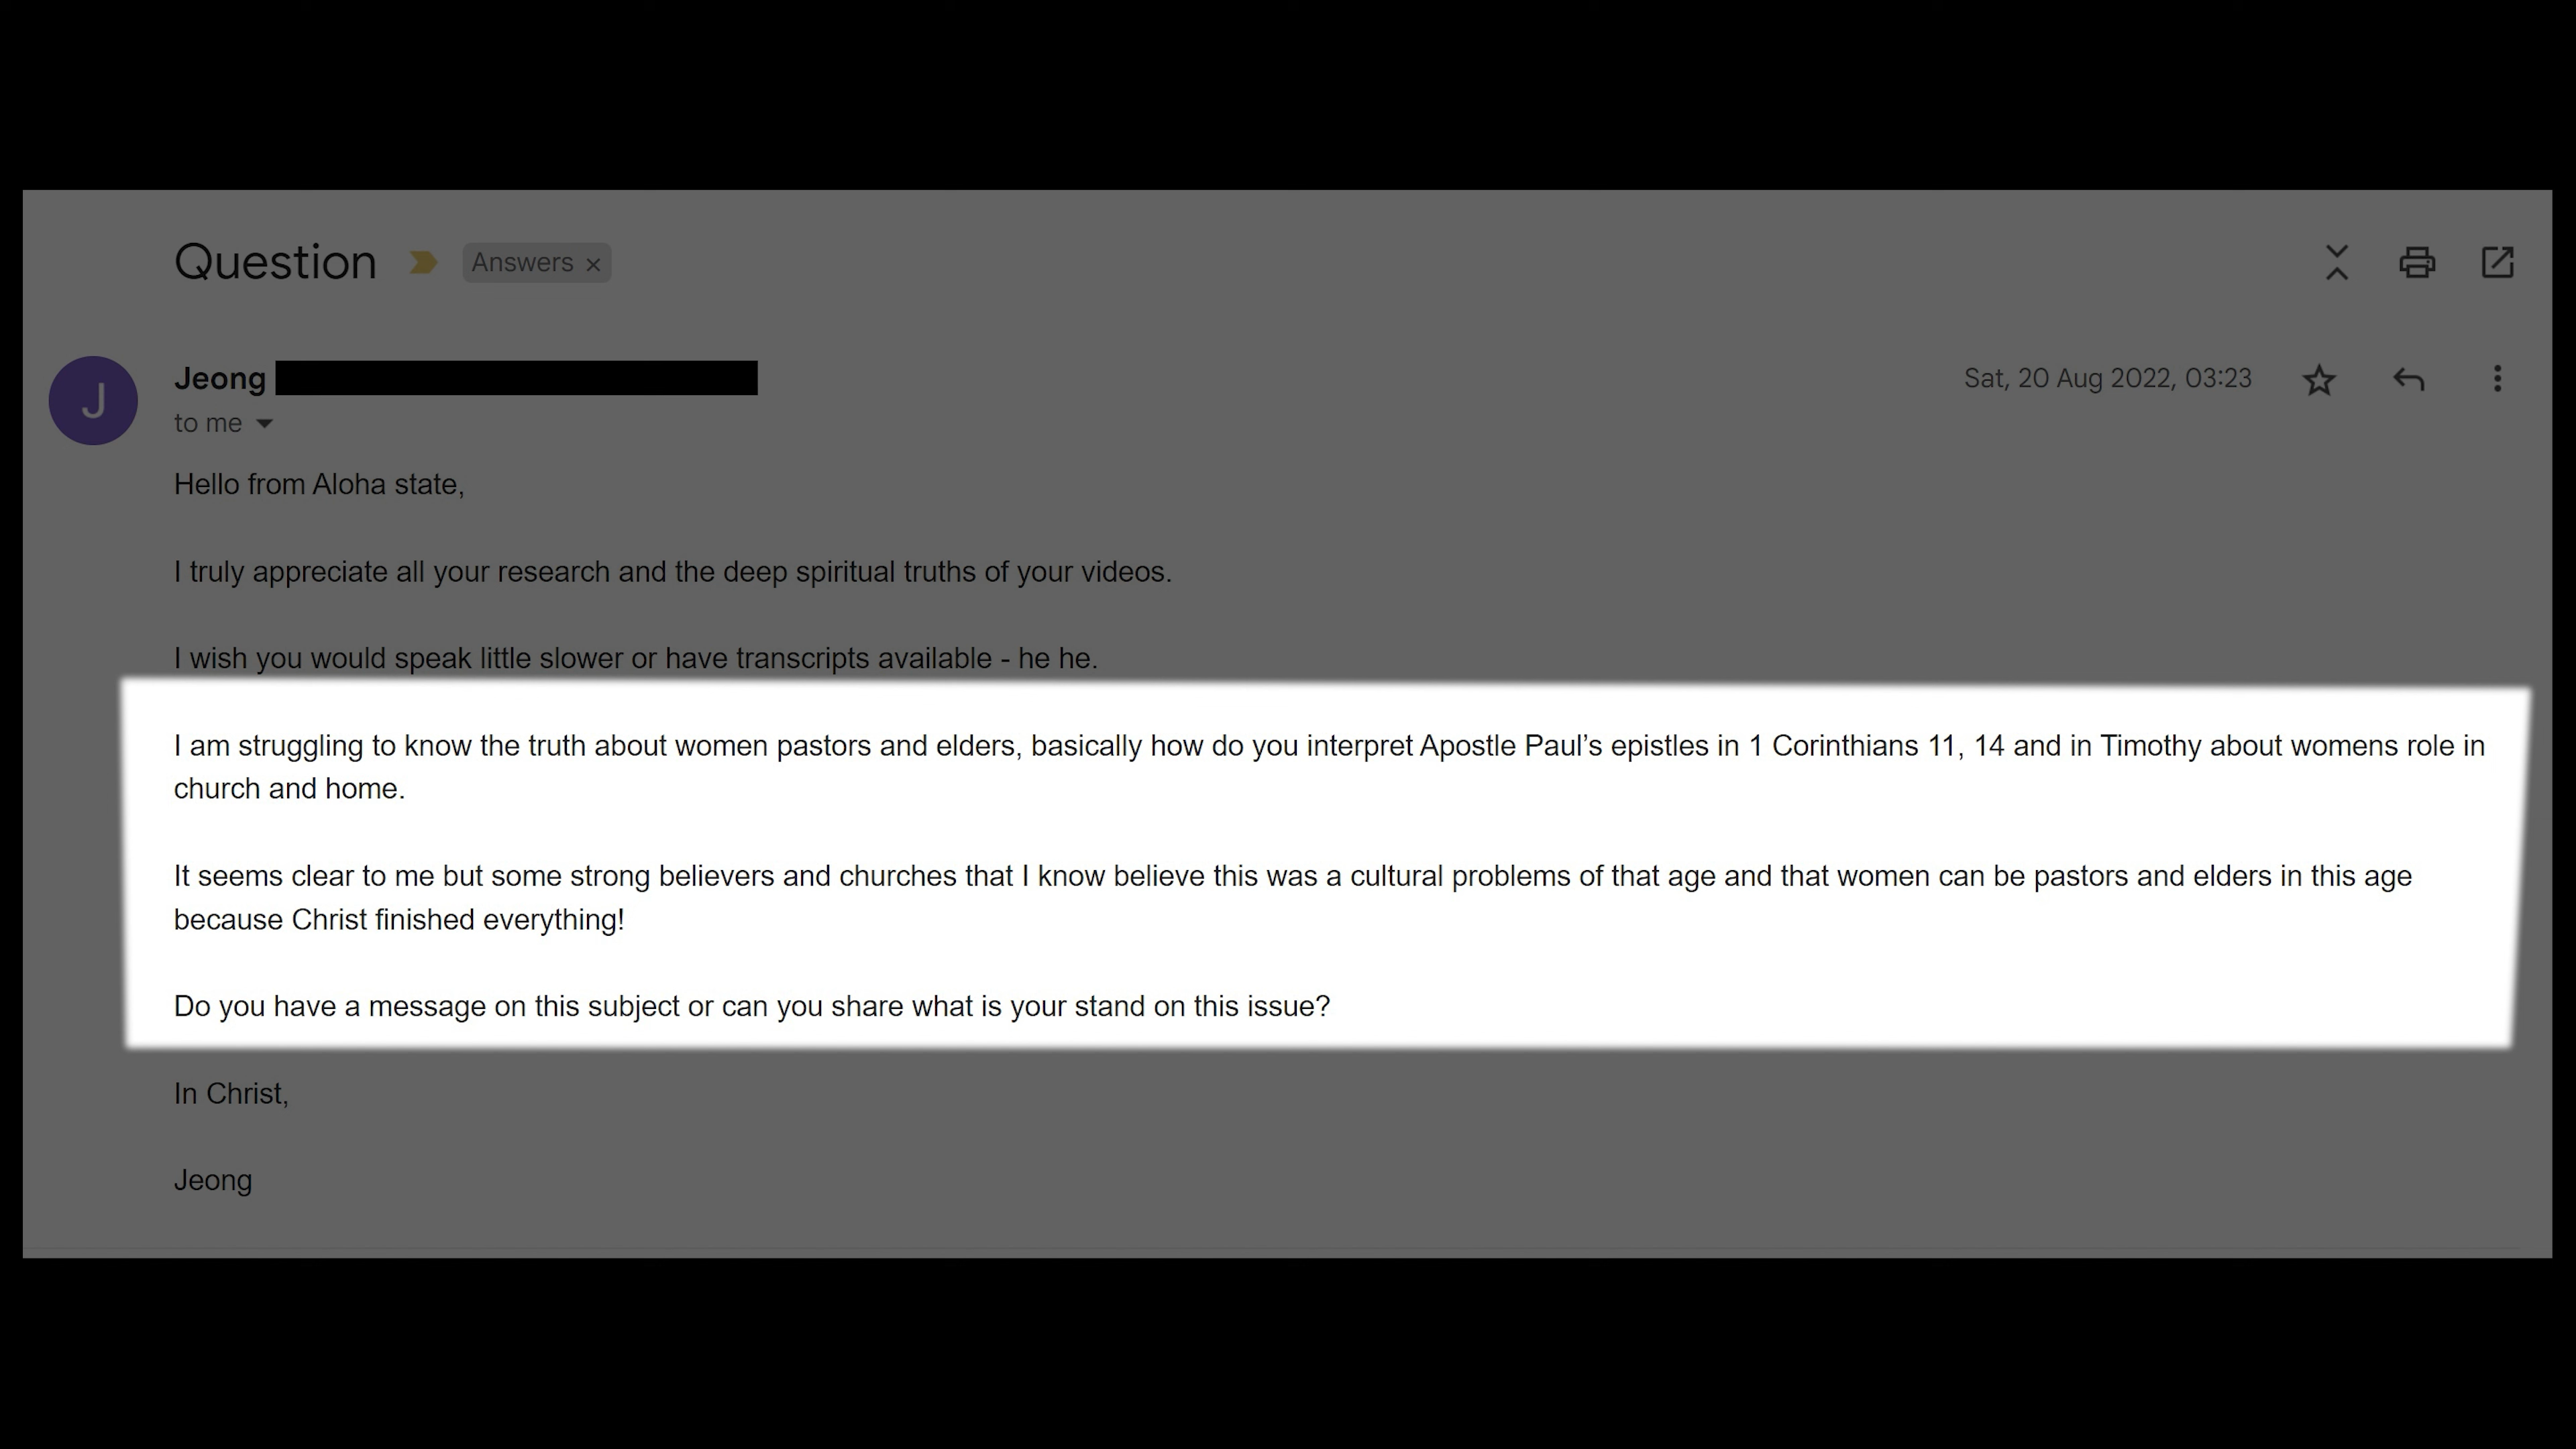 Question
Answers ×
J
Jeong
Sat, 20 Aug 2022, 03:23
to me
Hello from Aloha state,
I truly appreciate all your research and the deep spiritual truths of your videos.
I wish you would speak little slower or have transcripts available - he he.
I am struggling to know the truth about women pastors and elders, basically how do you interpret Apostle Paul’s epistles in 1 Corinthians 11, 14 and in Timothy about womens role in
church and home.
It seems clear to me but some strong believers and churches that I know believe this was a cultural problems of that age and that women can be pastors and elders in this age
because Christ finished everything!
Do you have a message on this subject or can you share what is your stand on this issue?
In Christ,
Jeong